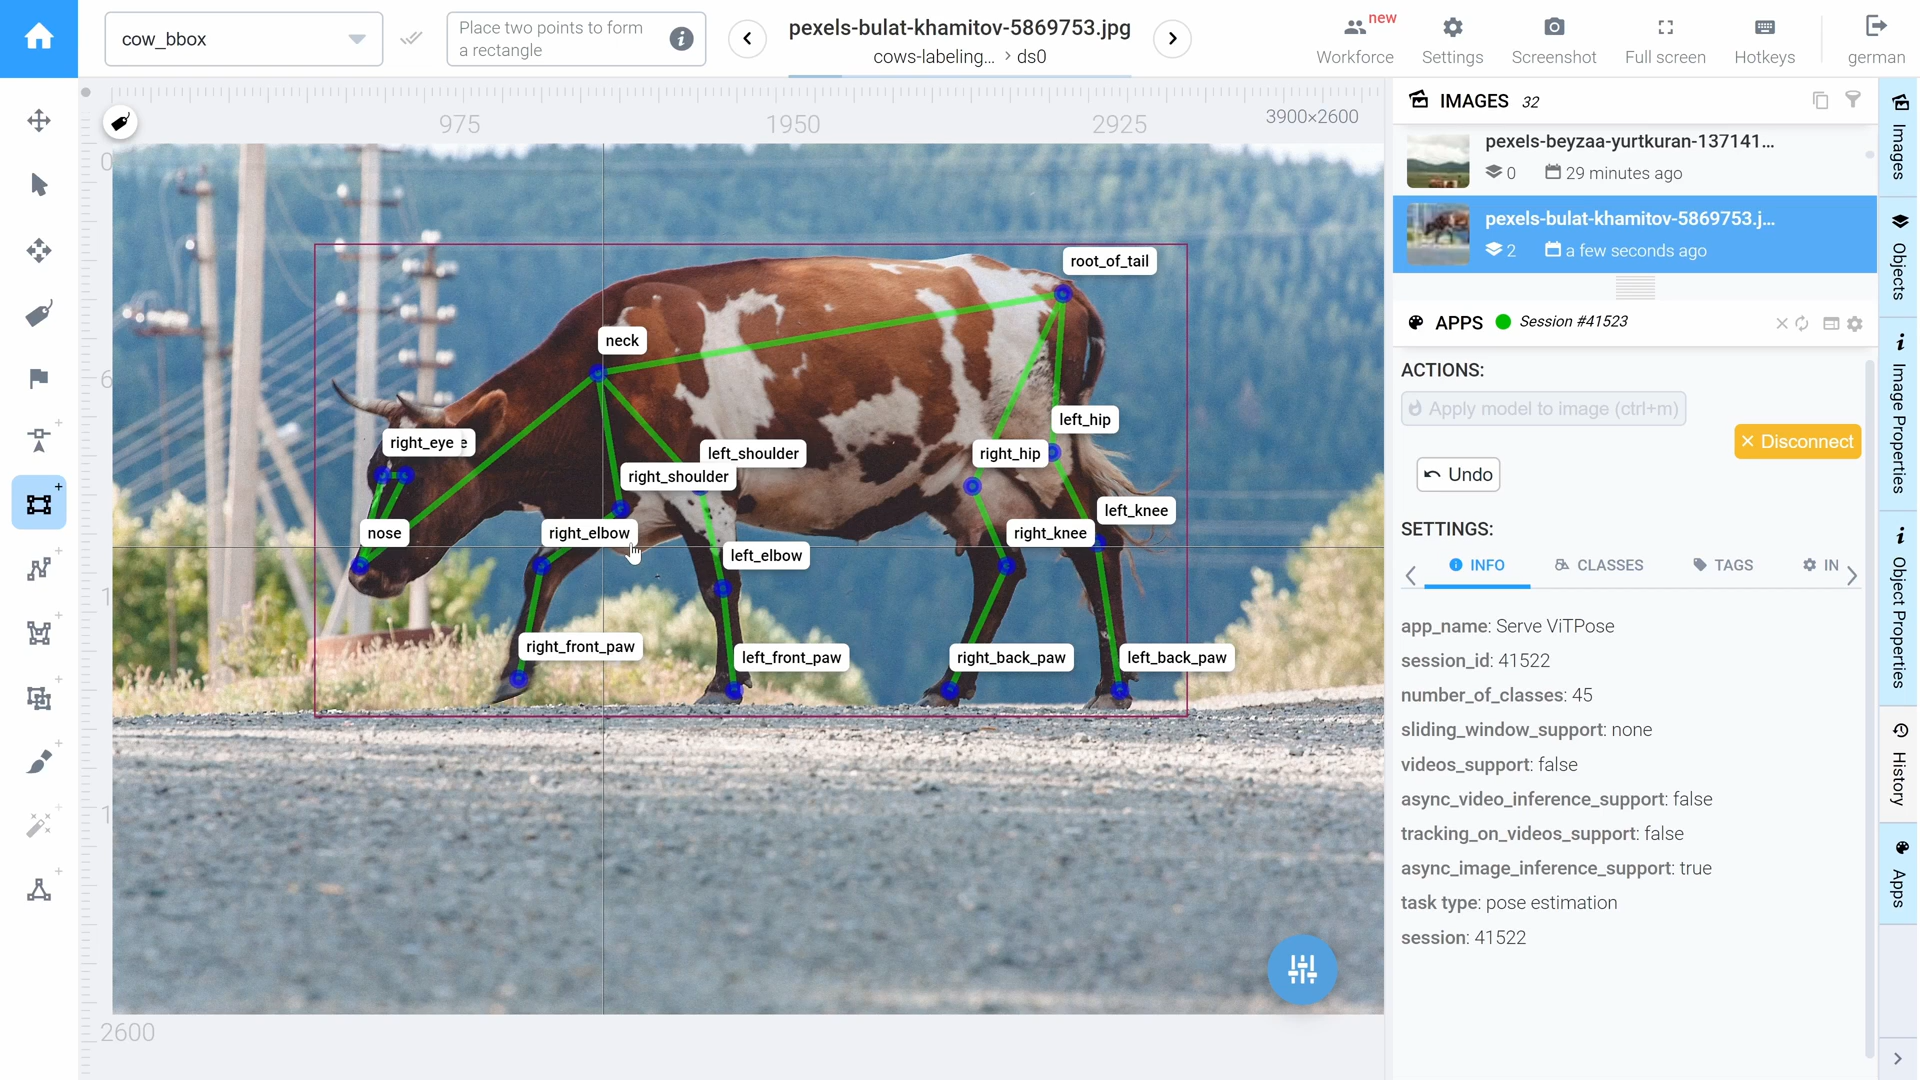 cow_bbox
Place two points to form
a rectangle
pexels-bulat-khamitov-5869753.jpg
cows-labeling... > ds0
new
Workforce
Settings
Screenshot
Full screen
Hotkeys
german
975
1950
2925
3900×2600
0
6
1
1
2600
root_of_tail
neck
left_hip
right_eye e
left_shoulder
right_hip
right_shoulder
left_knee
nose
right_elbow
right_knee
left_elbow
right_front_paw
left_front_paw
right_back_paw
left_back_paw
IMAGES 32
pexels-beyzaa-yurtkuran-137141...
0 29 minutes ago
pexels-bulat-khamitov-5869753.j...
2 a few seconds ago
APPS Session #41523
ACTIONS:
Apply model to image (ctrl+m)
Disconnect
Undo
SETTINGS:
INFO
CLASSES
TAGS
IN
app_name: Serve ViTPose
session_id: 41522
number_of_classes: 45
sliding_window_support: none
videos_support: false
async_video_inference_support: false
tracking_on_videos_support: false
async_image_inference_support: true
task type: pose estimation
session: 41522
Images
Objects
Image Properties
Object Properties
History
Apps